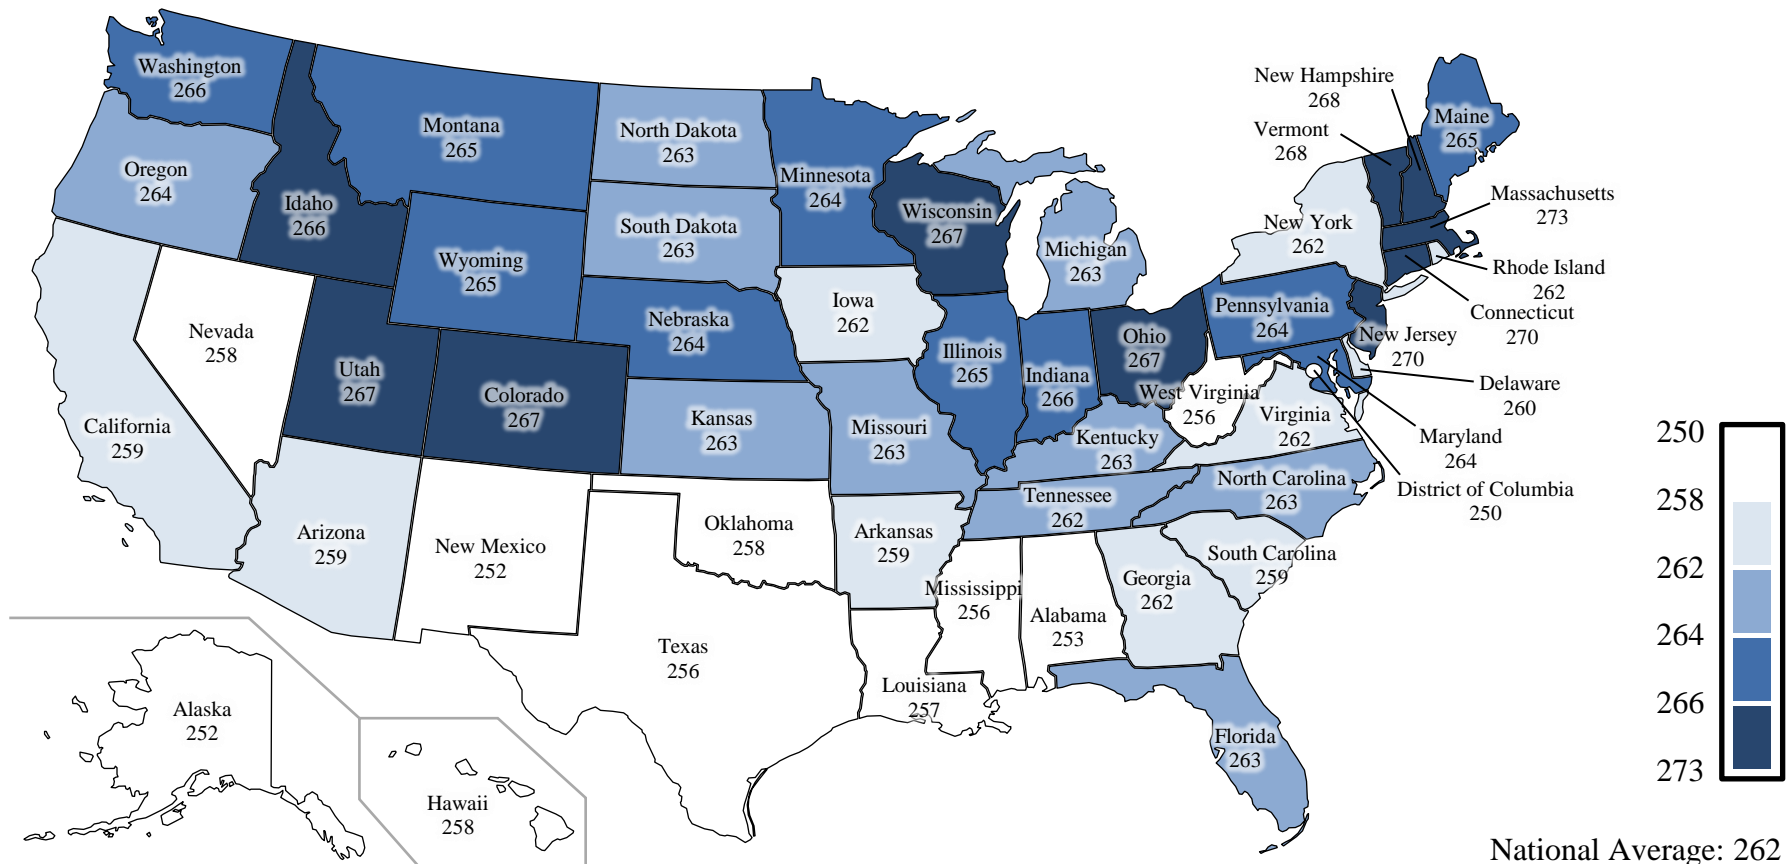 Washington
266
Montana
265
North Dakota
263
Minnesota
264
New Hampshire
268
Maine
265
Vermont
268
Oregon
264
Idaho
266
Wyoming
265
South Dakota
263
Wisconsin
267
Michigan
263
New York
262
Massachusetts
273
Rhode Island
262
Connecticut
270
New Jersey
270
Nevada
258
Utah
267
Colorado
267
Nebraska
264
Iowa
262
Illinois
265
Indiana
266
Ohio
267
Pennsylvania
264
Delaware
260
Maryland
264
District of Columbia
250
California
259
Kansas
263
Missouri
263
Kentucky
263
West Virginia
256
Virginia
262
Arizona
259
New Mexico
252
Oklahoma
258
Arkansas
259
Tennessee
262
North Carolina
263
South Carolina
259
Texas
256
Louisiana
257
Mississippi
256
Alabama
253
Georgia
262
Florida
263
Alaska
252
Hawaii
258
250
258
262
264
266
273
National Average: 262